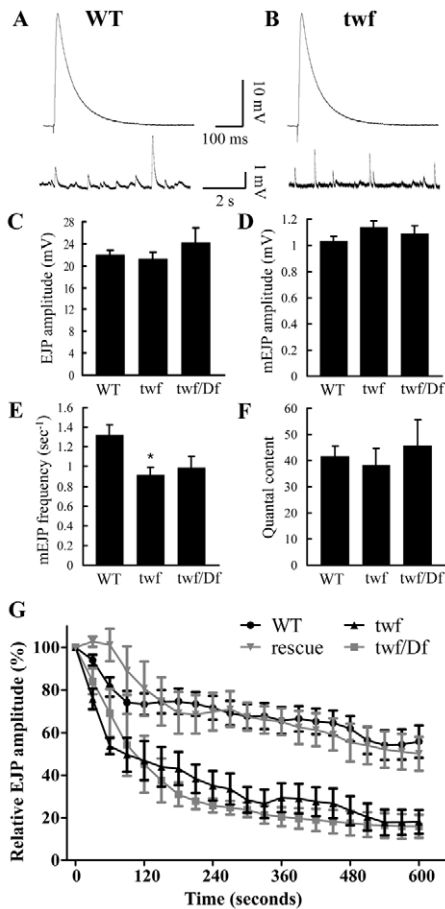 A WT
B twf
10 mV
100 ms
1 mV
2 s
C
EJP amplitude (mV)
28
24
20
16
12
8
4
0
WT twf twf/Df
D
mEJP amplitude (mV)
1.2
1
0.8
0.6
0.4
0.2
0
WT twf twf/Df
E
mEJP frequency (sec⁻¹)
1.6
1.4
1.2
1
0.8
0.6
0.4
0.2
0
*
WT twf twf/Df
F
Quantal content
60
50
40
30
20
10
0
WT twf twf/Df
G
Relative EJP amplitude (%)
100
80
60
40
20
0
WT twf
rescue twf/Df
0 120 240 360 480 600
Time (seconds)